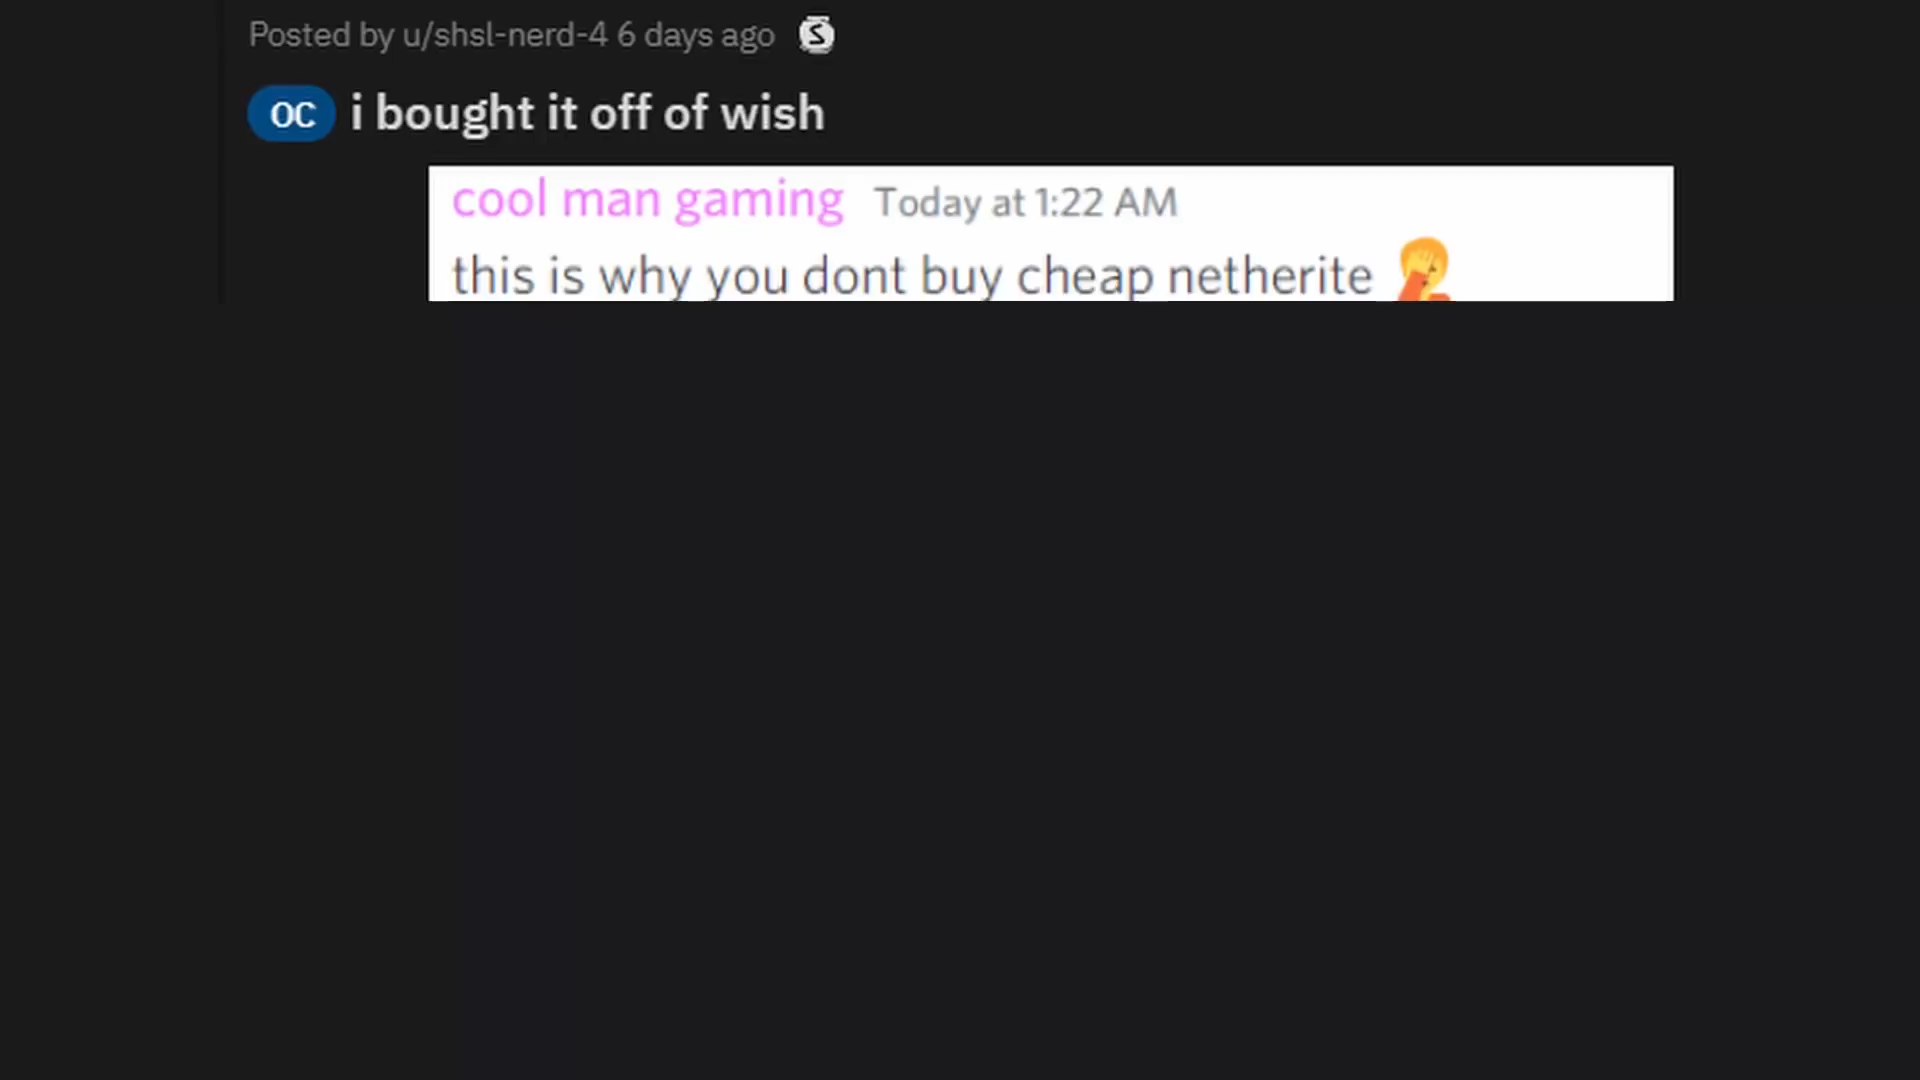 Posted by u/shsl-nerd-4 6 days ago
OC i bought it off of wish
cool man gaming Today at 1:22 AM
this is why you dont buy cheap netherite 🤦